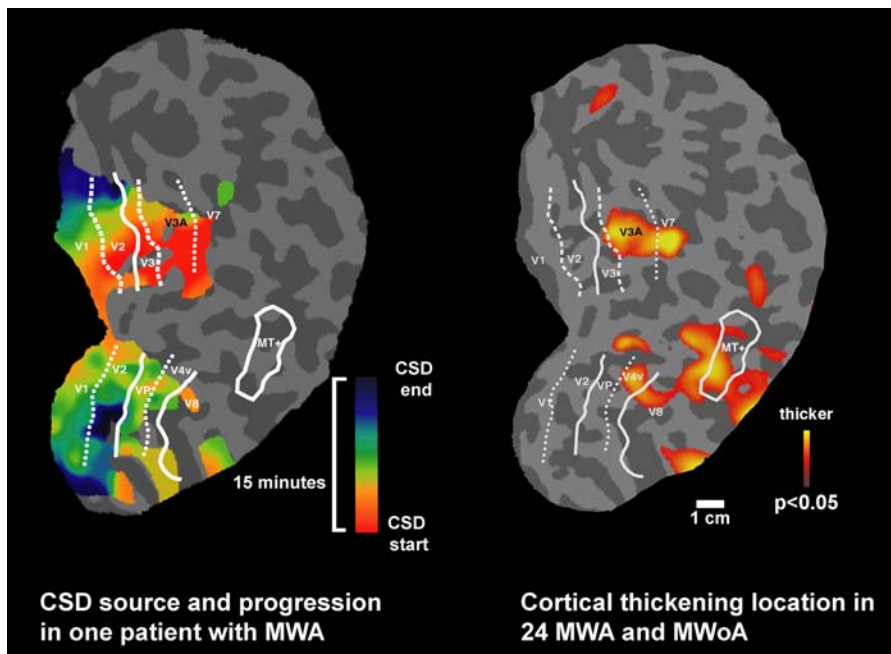 V1
V2
V3
V3A
V7
V1
V2
VP
V4v
V8
MT+
CSD
end
15 minutes
CSD
start
CSD source and progression
in one patient with MWA
V1
V2
V3
V3A
V7
V1
V2
VP
V4v
V8
MT+
thicker
p<0.05
1 cm
Cortical thickening location in
24 MWA and MWoA